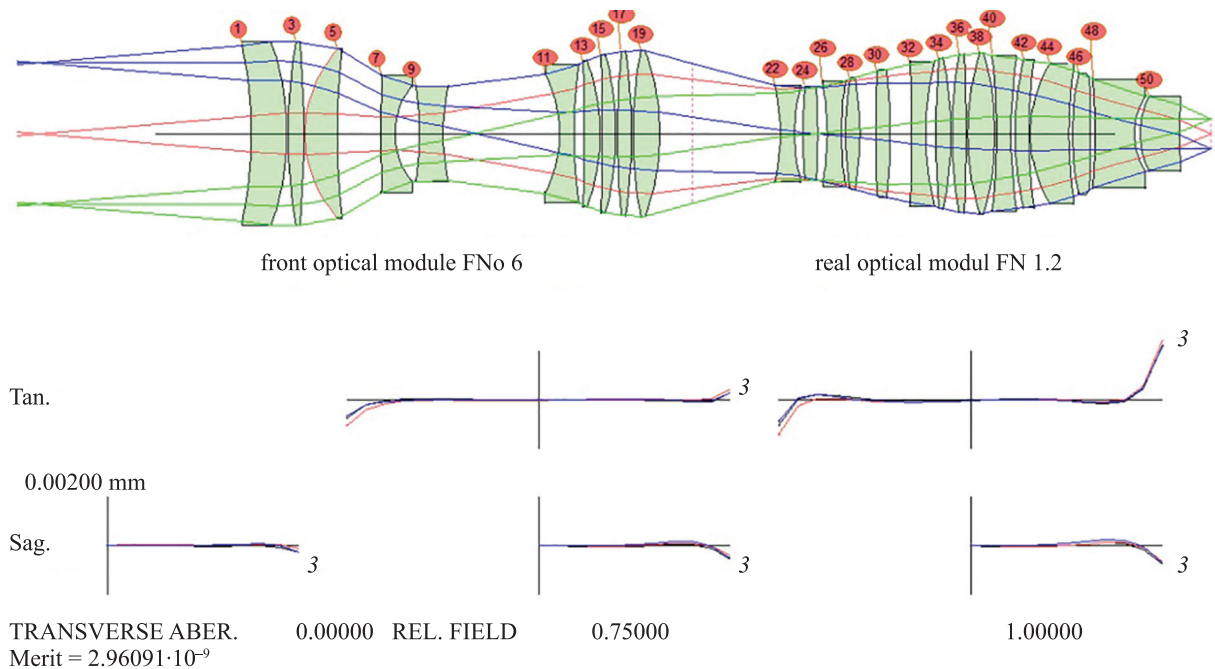 1 3 5 7 9 11 13 15 17 19 22 24 26 28 30 32 34 36 38 40 42 44 46 48 50
front optical module FNo 6 real optical modul FN 1.2
Tan. 3 3
0.00200 mm
Sag. 3 3 3
TRANSVERSE ABER. 0.00000 REL. FIELD 0.75000 1.00000
Merit = 2.96091·10⁻⁹